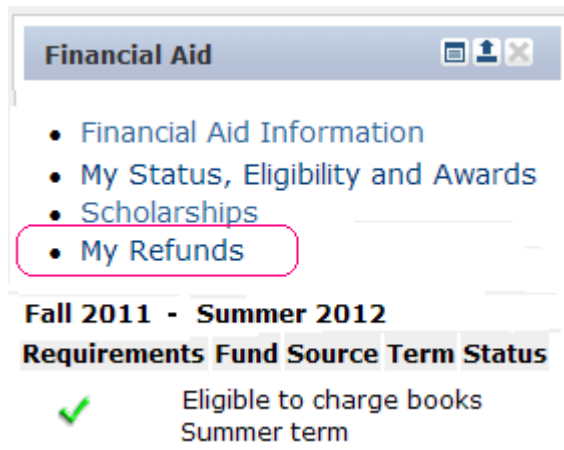 Financial Aid
Financial Aid Information
My Status, Eligibility and Awards
Scholarships
My Refunds
Fall 2011 - Summer 2012
Requirements Fund Source Term Status
Eligible to charge books
Summer term